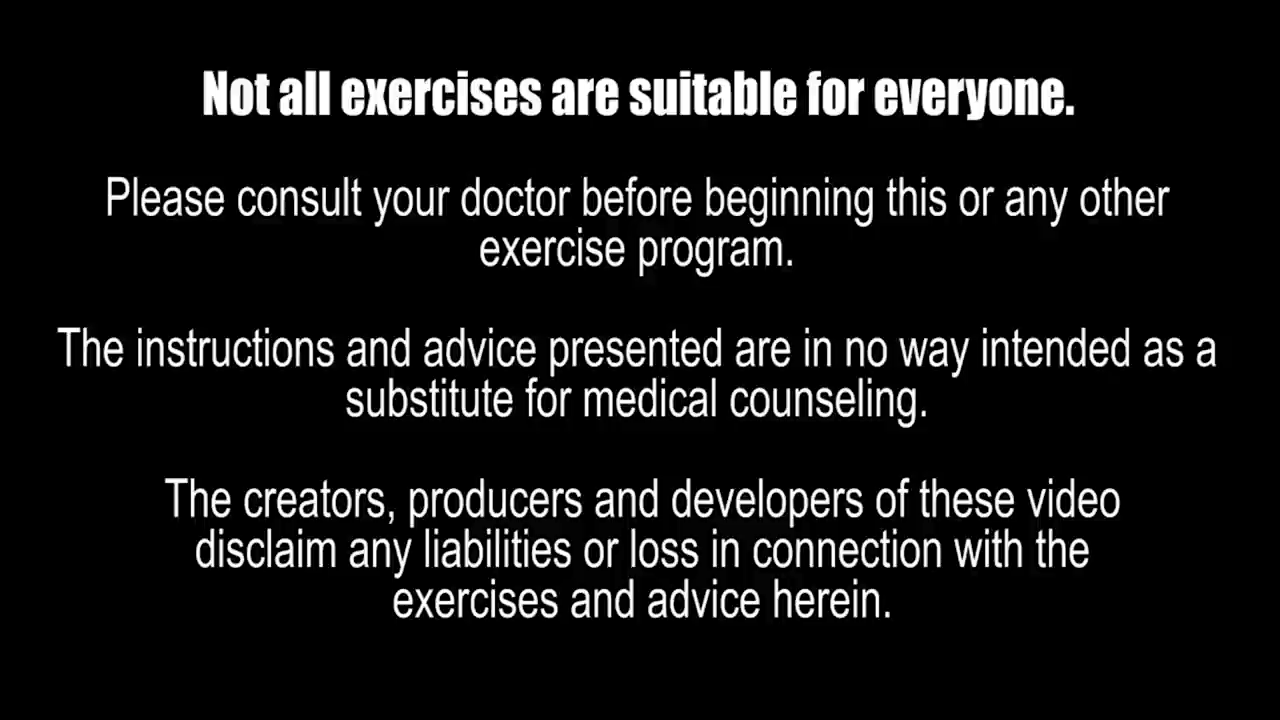 Not all exercises are suitable for everyone.
Please consult your doctor before beginning this or any other
exercise program.
The instructions and advice presented are in no way intended as a
substitute for medical counseling.
The creators, producers and developers of these video
disclaim any liabilities or loss in connection with the
exercises and advice herein.